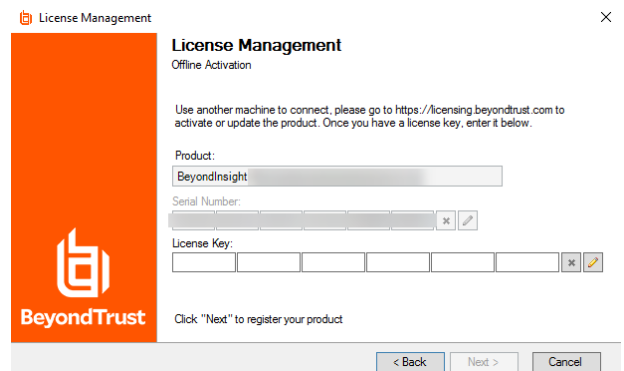 License Management
License Management
Offline Activation
Use another machine to connect, please go to https://licensing.beyondtrust.com to
activate or update the product. Once you have a license key, enter it below.
Product:
BeyondInsight
Serial Number:
License Key:
BeyondTrust
Click "Next" to register your product
< Back
Next >
Cancel